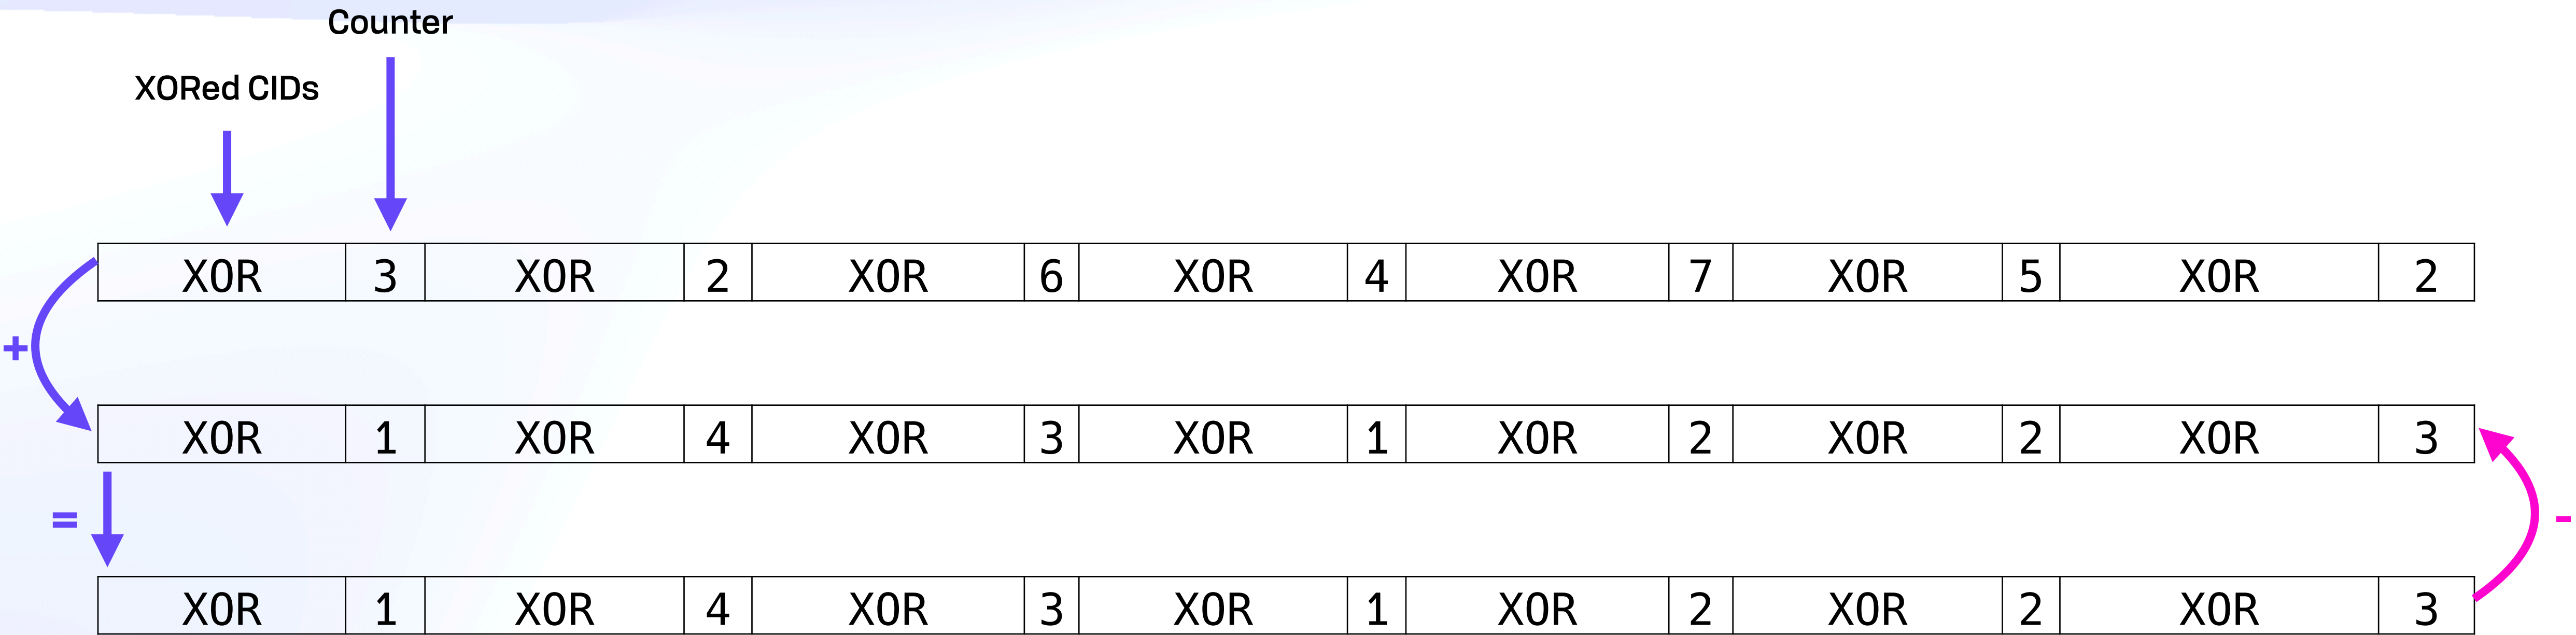 Counter
XORed CIDs
XOR 3 XOR 2 XOR 6 XOR 4 XOR 7 XOR 5 XOR 2
+
XOR 1 XOR 4 XOR 3 XOR 1 XOR 2 XOR 2 XOR 3
= -
XOR 1 XOR 4 XOR 3 XOR 1 XOR 2 XOR 2 XOR 3